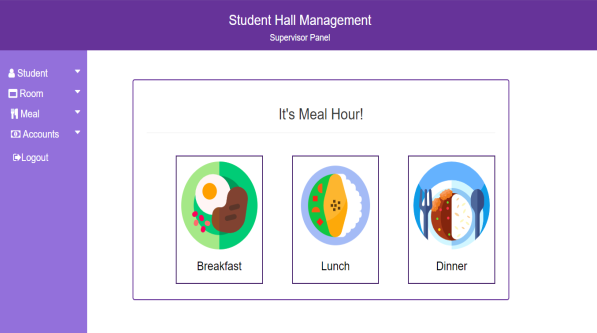 Student Hall Management
Supervisor Panel
Student
Room
Meal
Accounts
Logout
It's Meal Hour!
Breakfast
Lunch
Dinner